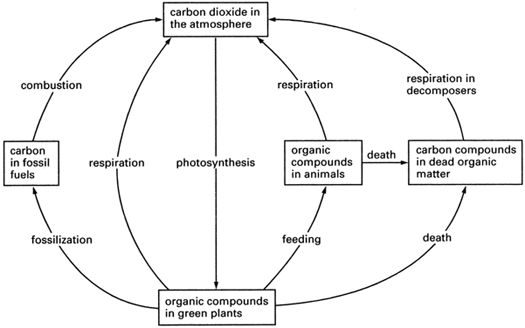 carbon dioxide in
the atmosphere
combustion
respiration
respiration in
decomposers
carbon
in fossil
fuels
respiration
photosynthesis
organic
compounds
in animals
death
carbon compounds
in dead organic
matter
fossilization
feeding
death
organic compounds
in green plants